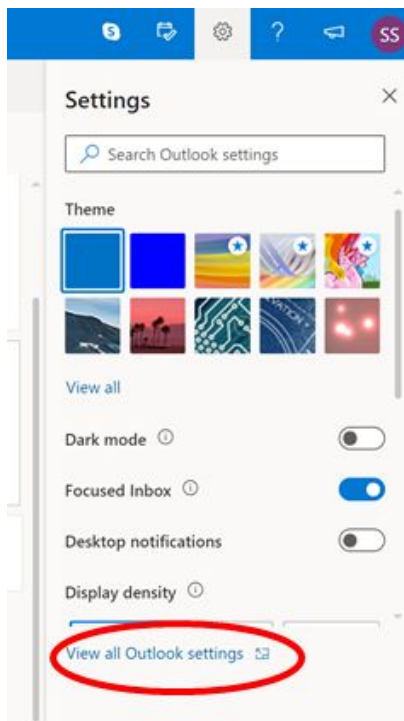 S
?
SS
Settings
Search Outlook settings
Theme
VATION
View all
Dark mode
Focused Inbox
Desktop notifications
Display density
View all Outlook settings